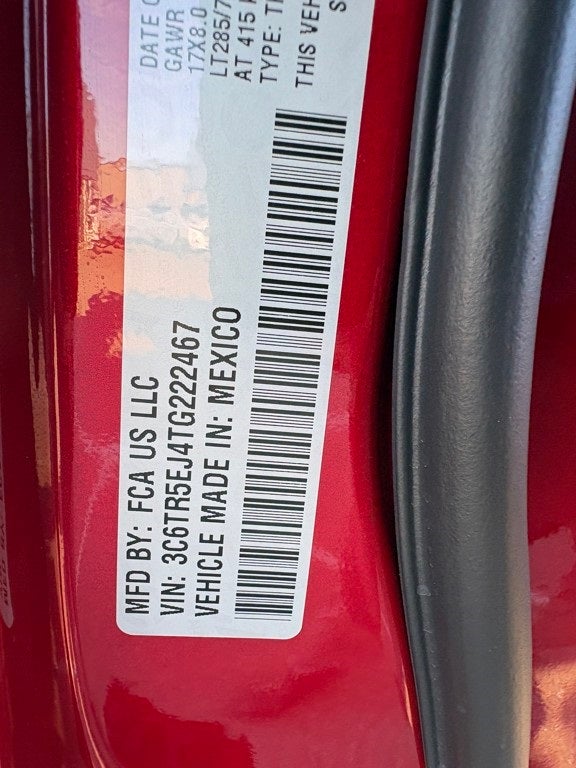 MFD BY: FCA US LLC
VIN: 3C6TR5EJ4TG222467
VEHICLE MADE IN: MEXICO
DATE O
GAWR
17X8.0
LT285/7
AT 415
TYPE: T
THIS VEH
S